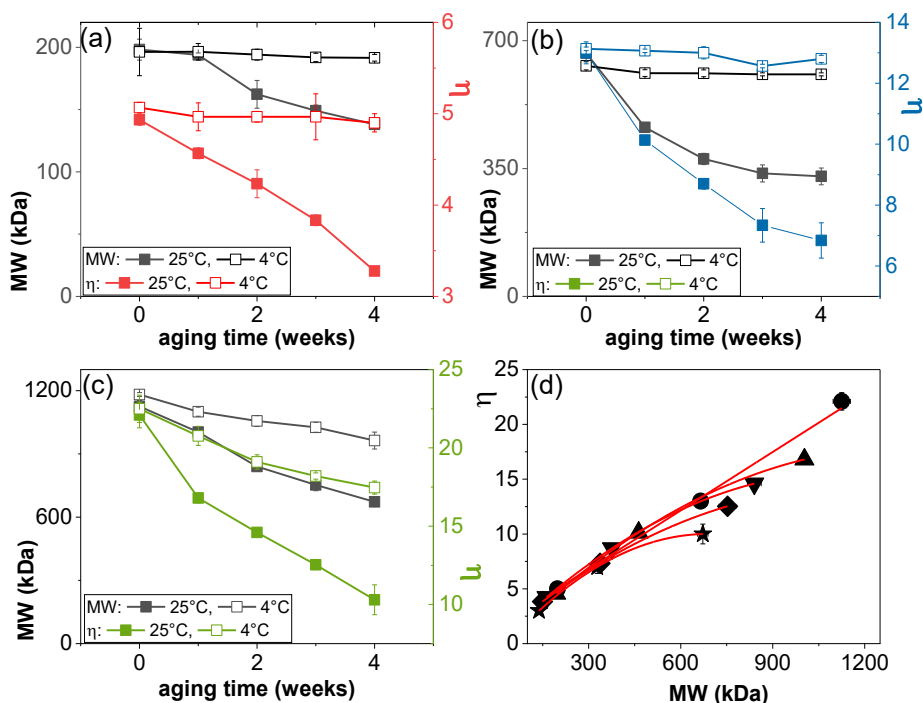 (a)
200
100
0
MW (kDa)
5
4
3
η
MW: 25°C, 4°C
η: 25°C, 4°C
0 2 4
aging time (weeks)
(b)
700
350
0
MW (kDa)
14
12
10
8
6
η
MW: 25°C, 4°C
η: 25°C, 4°C
0 2 4
aging time (weeks)
(c)
1200
600
0
MW (kDa)
25
20
15
10
η
MW: 25°C, 4°C
η: 25°C, 4°C
0 2 4
aging time (weeks)
(d)
η
25
20
15
10
5
0
300 600 900 1200
MW (kDa)